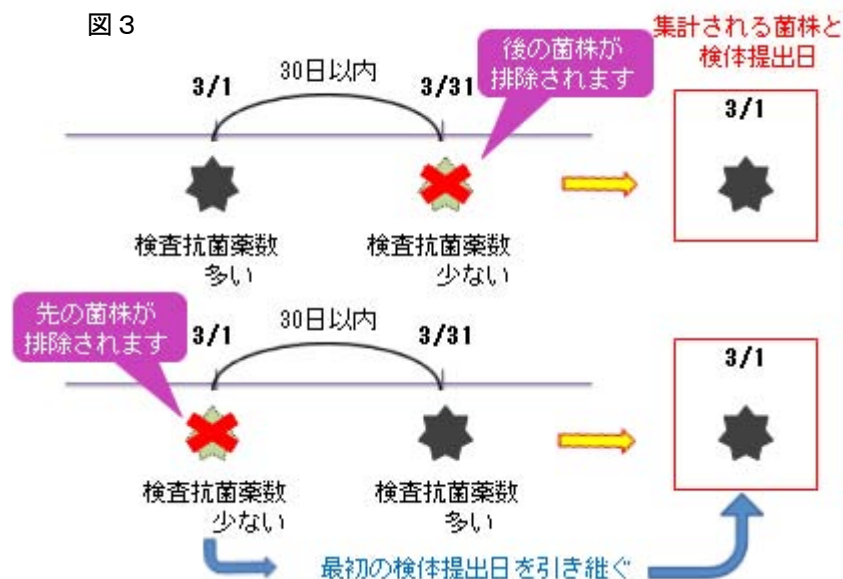 図３
集計される菌株と
検体提出日
後の菌株が
排除されます
30日以内
3/1
3/31
3/1
検査抗菌薬数
多い
検査抗菌薬数
少ない
先の菌株が
排除されます
30日以内
3/1
3/31
3/1
検査抗菌薬数
少ない
検査抗菌薬数
多い
最初の検体提出日を引き継ぐ